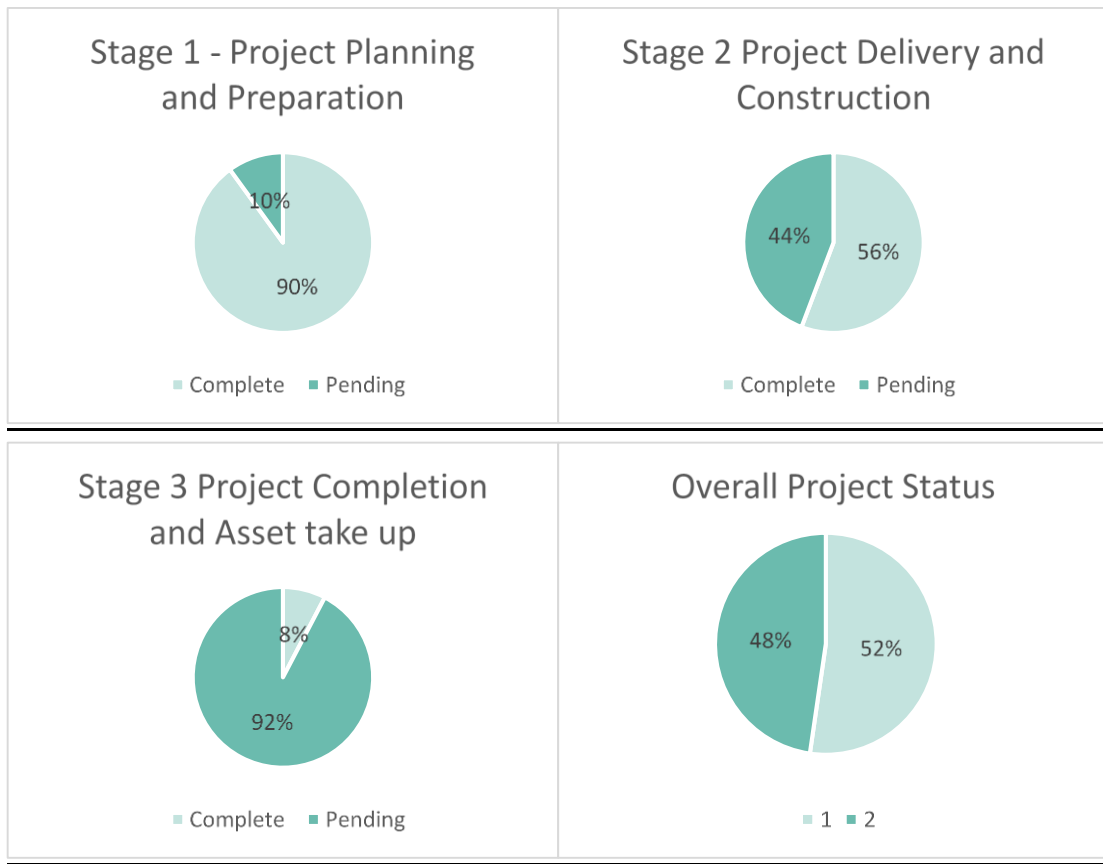 Stage 1 - Project Planning
and Preparation
10%
90%
Complete Pending
Stage 2 Project Delivery and
Construction
44%
56%
Complete Pending
Stage 3 Project Completion
and Asset take up
8%
92%
Complete Pending
Overall Project Status
48%
52%
1 2